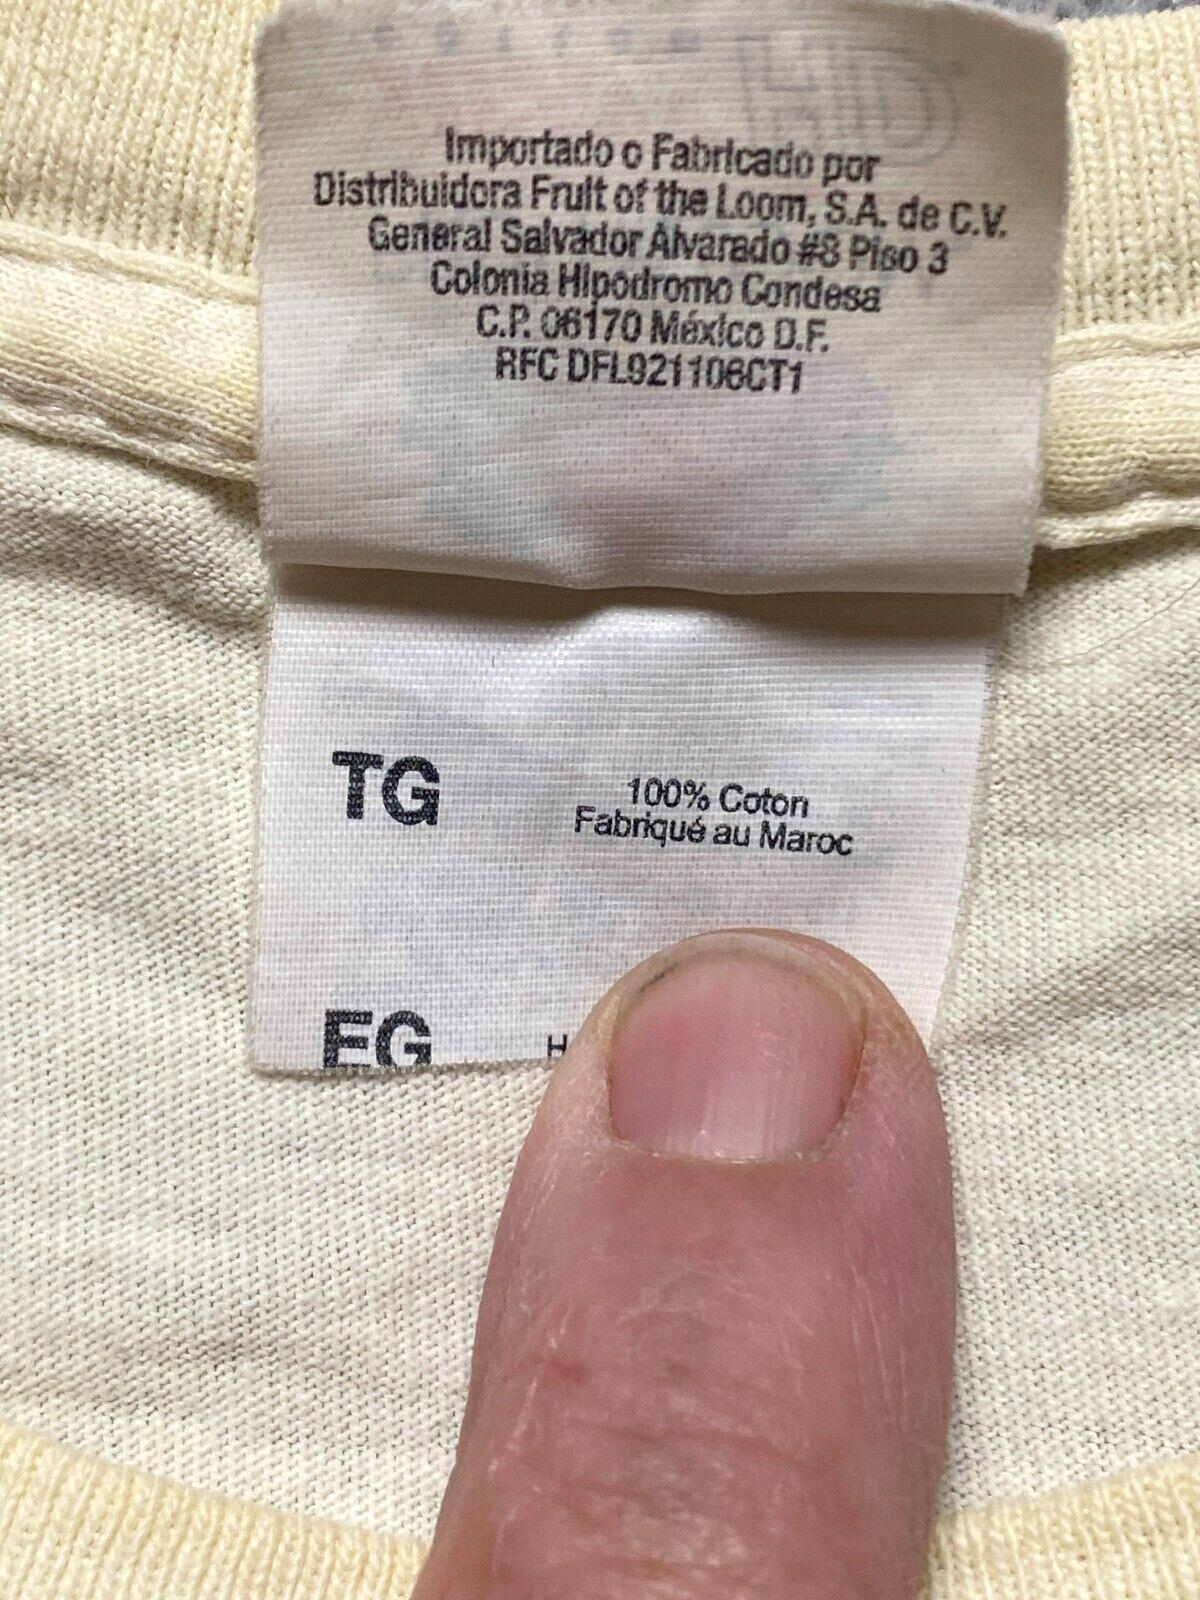 Importado o Fabricado por
Distribuidora Fruit of the Loom, S.A. de C.V.
General Salvador Alvarado #8 Piso 3
Colonia Hipodromo Condesa
C.P. 06170 México D.F.
RFC DFL921106CT1
TG
100% Coton
Fabriqué au Maroc
EG
H